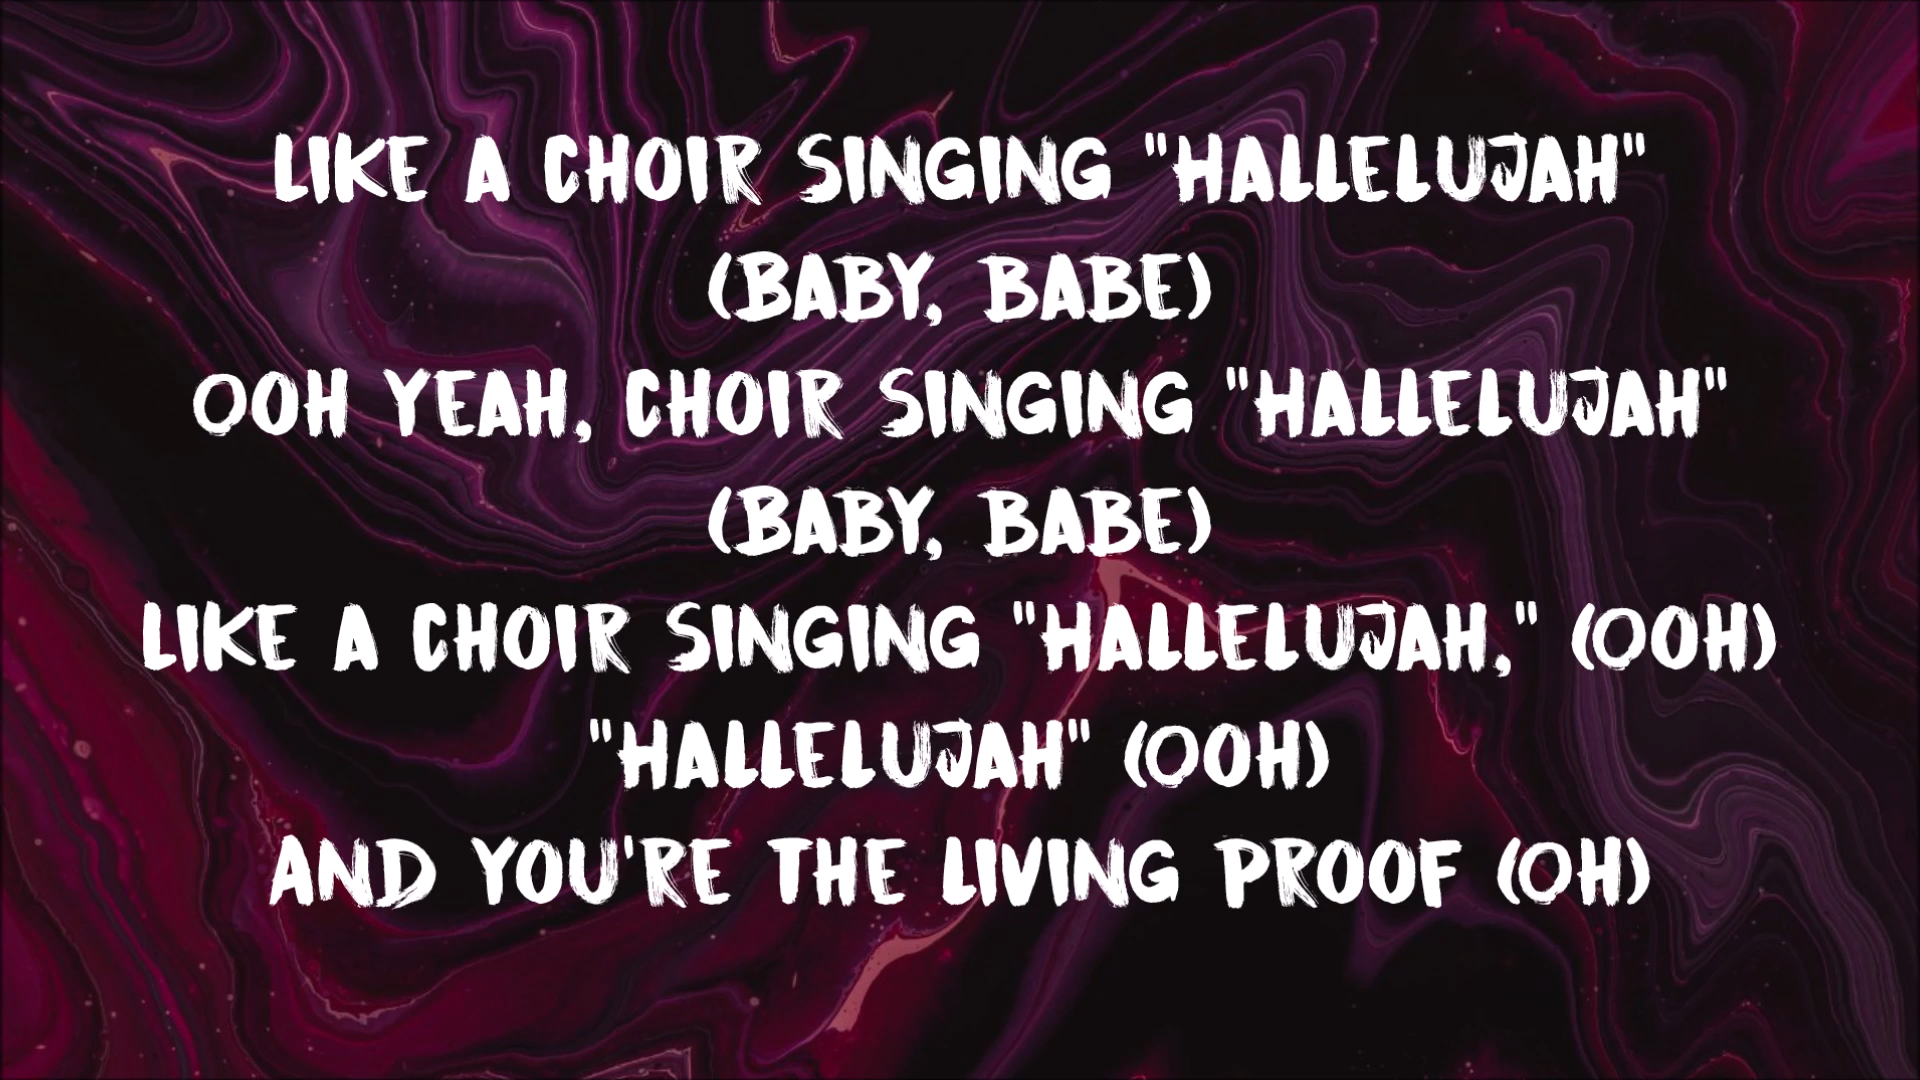 LIKE A CHOIR SINGING "HALLELUJAH"
(BABY, BABE)
OOH YEAH, CHOIR SINGING "HALLELUJAH"
(BABY, BABE)
LIKE A CHOIR SINGING "HALLELUJAH," (OOH)
"HALLELUJAH" (OOH)
AND YOU'RE THE LIVING PROOF (OH)